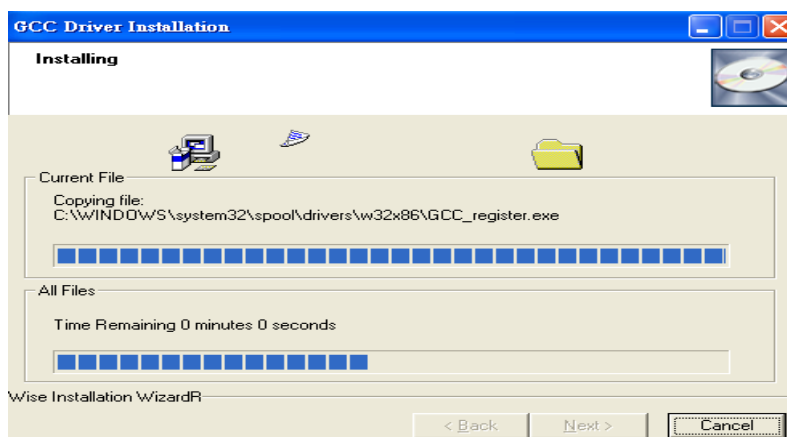 GCC Driver Installation
Installing
Current File
Copying file:
C:\WINDOWS\system32\spool\drivers\w32x86\GCC_register.exe
All Files
Time Remaining 0 minutes 0 seconds
Wise Installation WizardR
< Back Next > Cancel